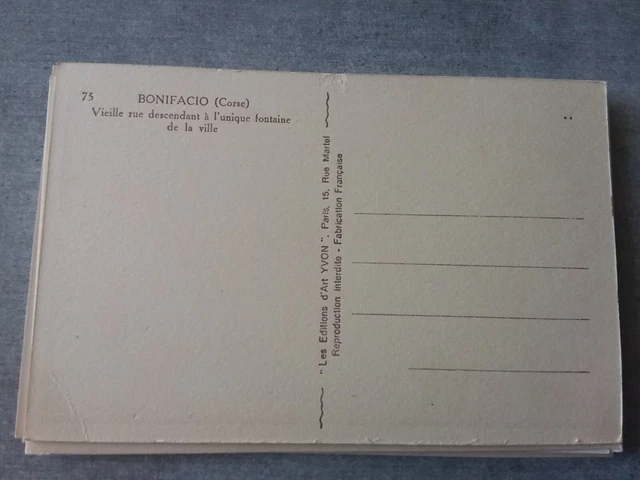 75 BONIFACIO (Corse)
Vieille rue descendant à l'unique fontaine
de la ville
" Les Editions d'Art YVON ", Paris, 15, Rue Martel
Reproduction Interdite - Fabrication Française